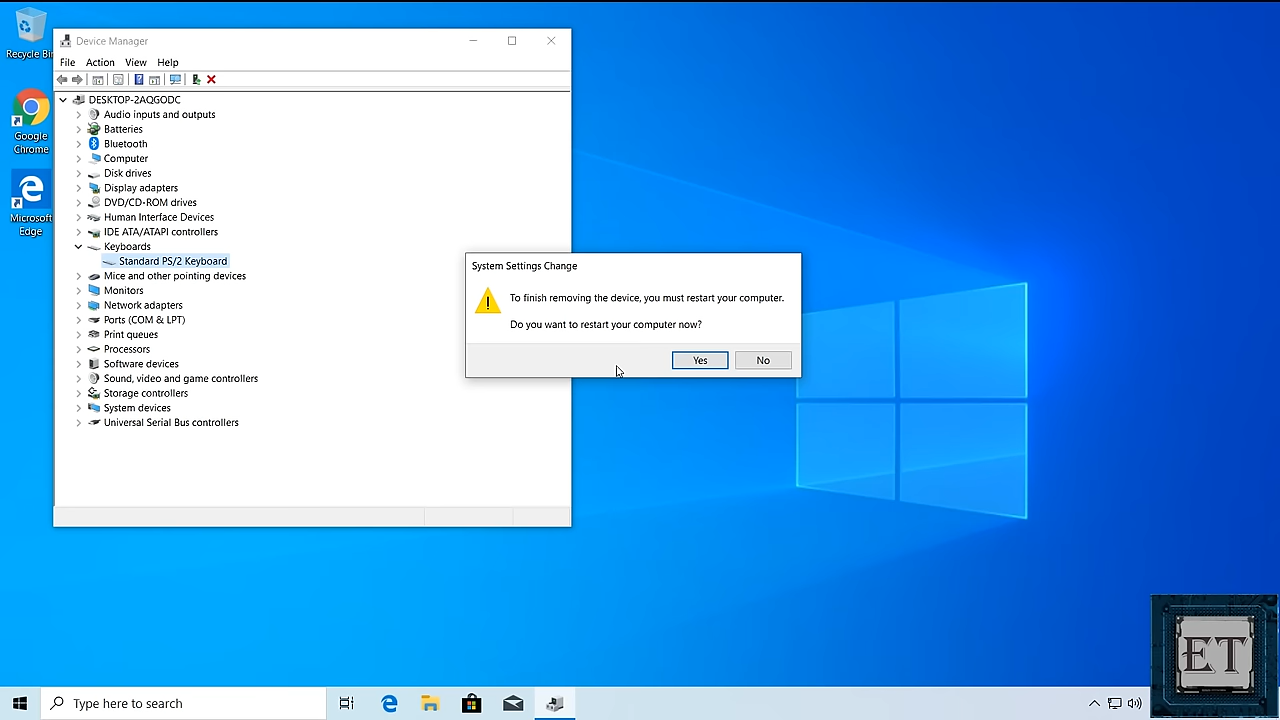 Recycle Bin
Google
Chrome
Microsoft
Edge
Device Manager
File Action View Help
DESKTOP-2AQGODC
Audio inputs and outputs
Batteries
Bluetooth
Computer
Disk drives
Display adapters
DVD/CD-ROM drives
Human Interface Devices
IDE ATA/ATAPI controllers
Keyboards
Standard PS/2 Keyboard
Mice and other pointing devices
Monitors
Network adapters
Ports (COM & LPT)
Print queues
Processors
Software devices
Sound, video and game controllers
Storage controllers
System devices
Universal Serial Bus controllers
System Settings Change
To finish removing the device, you must restart your computer.
Do you want to restart your computer now?
Yes No
Type here to search
ET